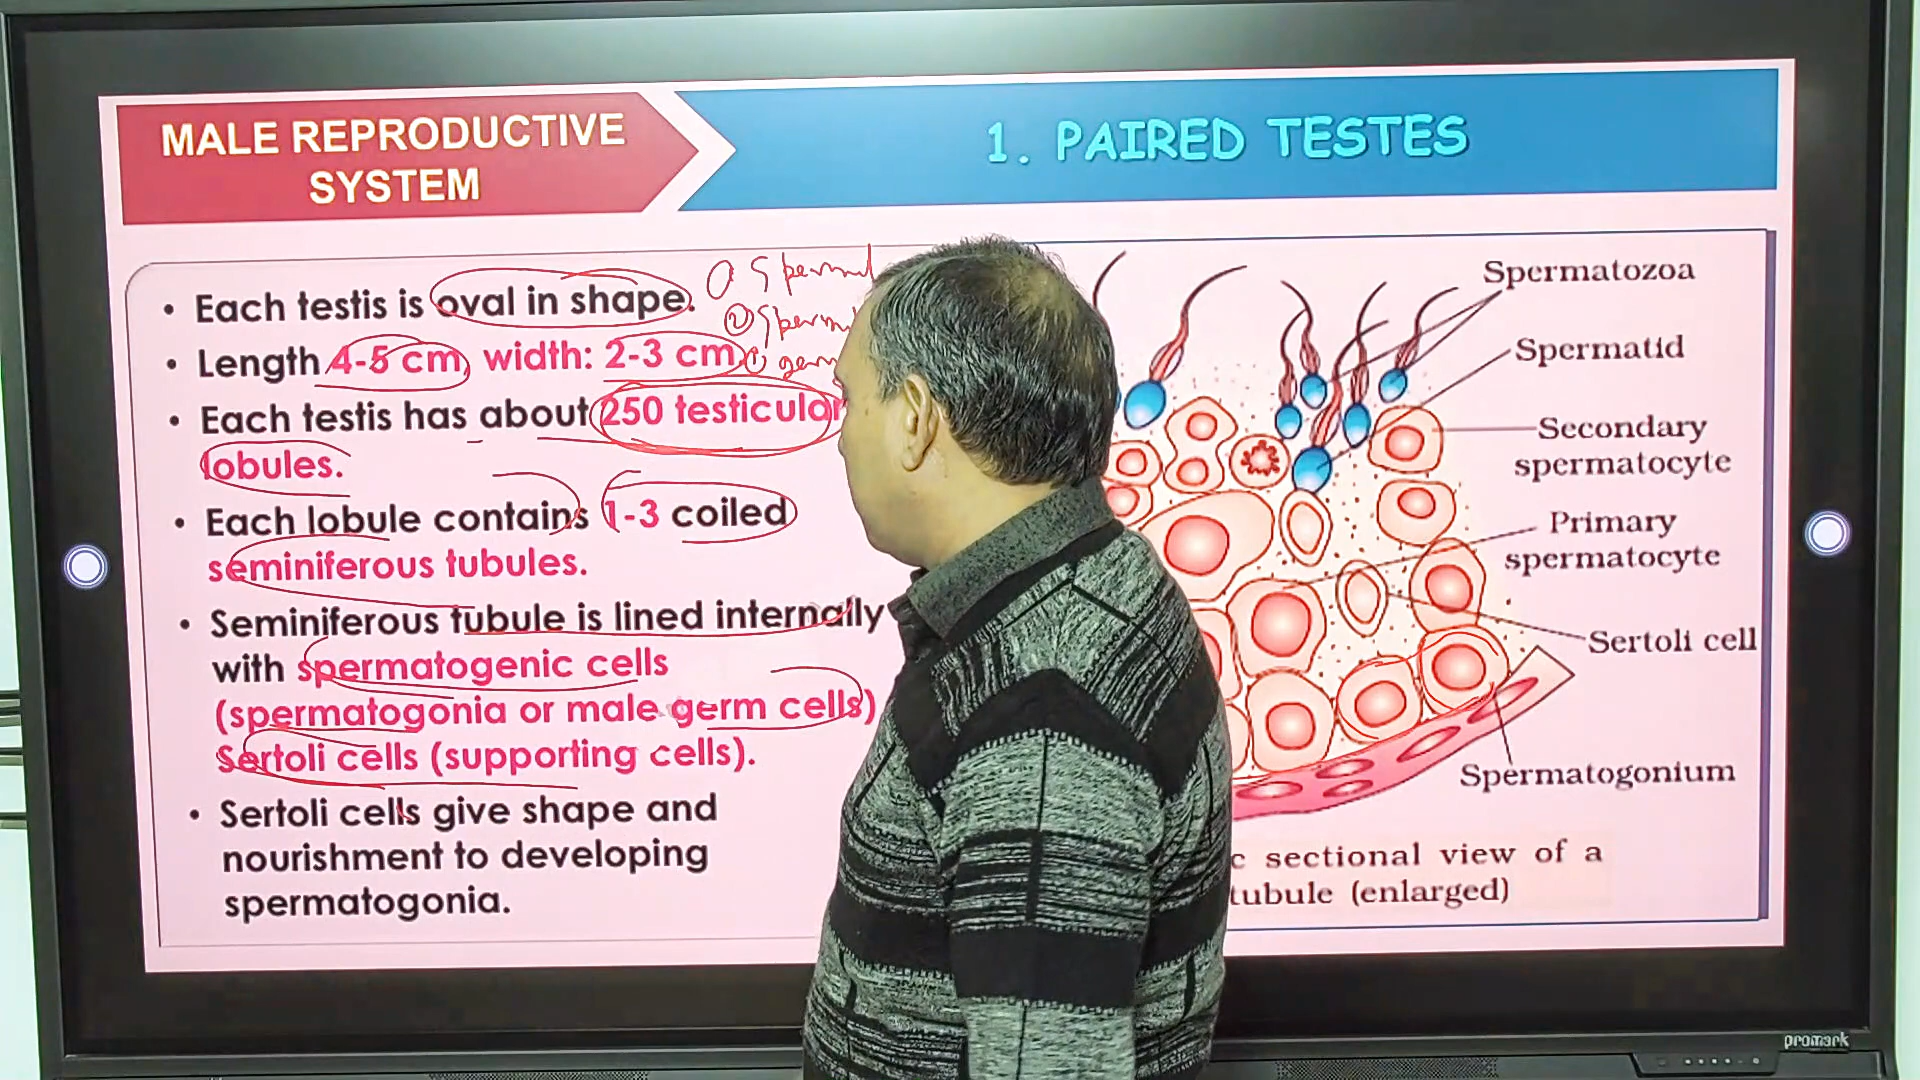 MALE REPRODUCTIVE
SYSTEM
1. PAIRED TESTES
• Each testis is oval in shape.
• Length 4-5 cm, width: 2-3 cm
• Each testis has about 250 testicular
lobules.
• Each lobule contains 1-3 coiled
seminiferous tubules.
• Seminiferous tubule is lined internally
with spermatogenic cells
(spermatogonia or male germ cells)
Sertoli cells (supporting cells).
• Sertoli cells give shape and
nourishment to developing
spermatogonia.
Spermatozoa
Spermatid
Secondary
spermatocyte
Primary
spermatocyte
Sertoli cell
Spermatogonium
c sectional view of a
tubule (enlarged)
promark